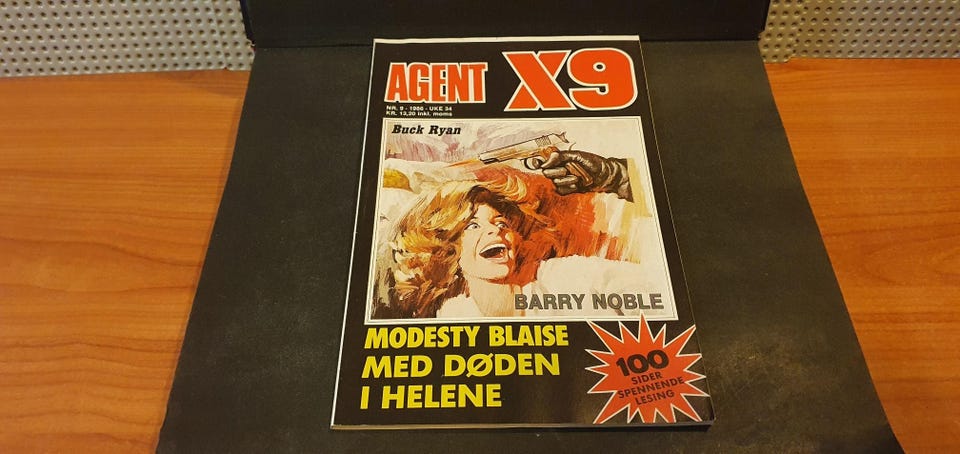 AGENT X9
NR. 9 - 1986 - UKE 34
KR. 13,20 inkl. moms
Buck Ryan
BARRY NOBLE
MODESTY BLAISE
MED DØDEN
I HELENE
100
SIDER
SPENNENDE
LESING